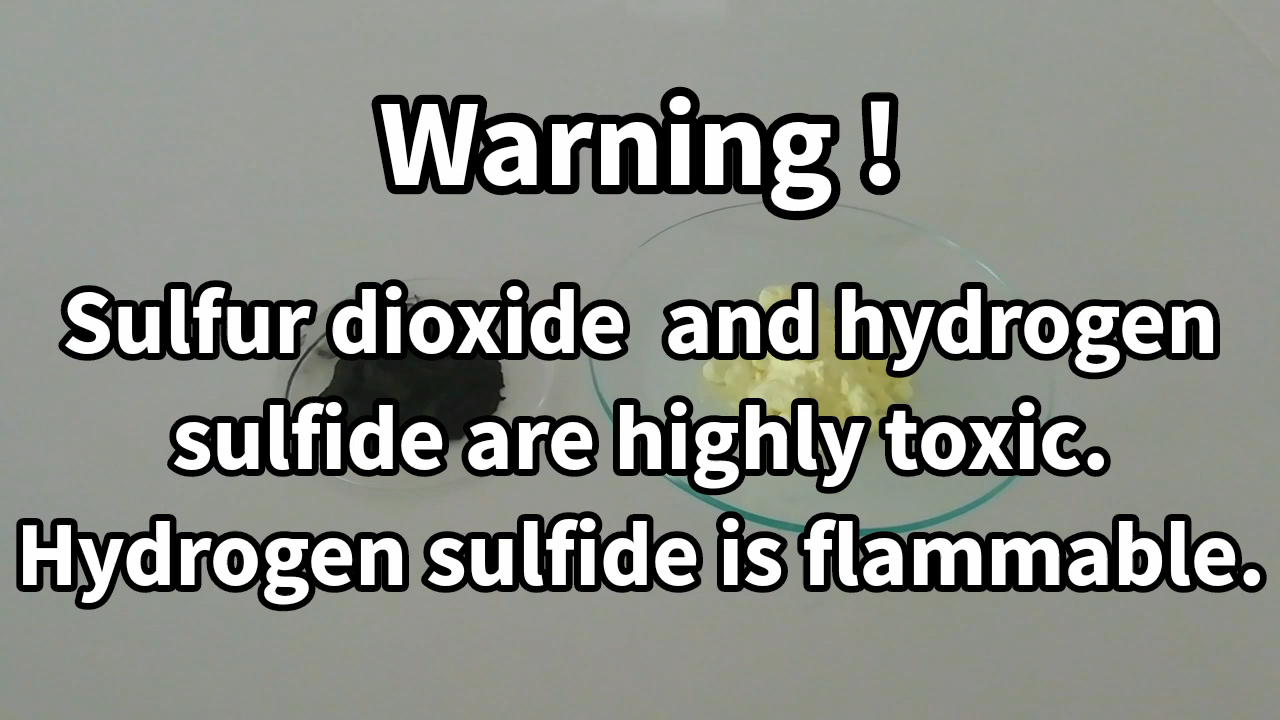 Warning !
Sulfur dioxide  and hydrogen
sulfide are highly toxic.
Hydrogen sulfide is flammable.